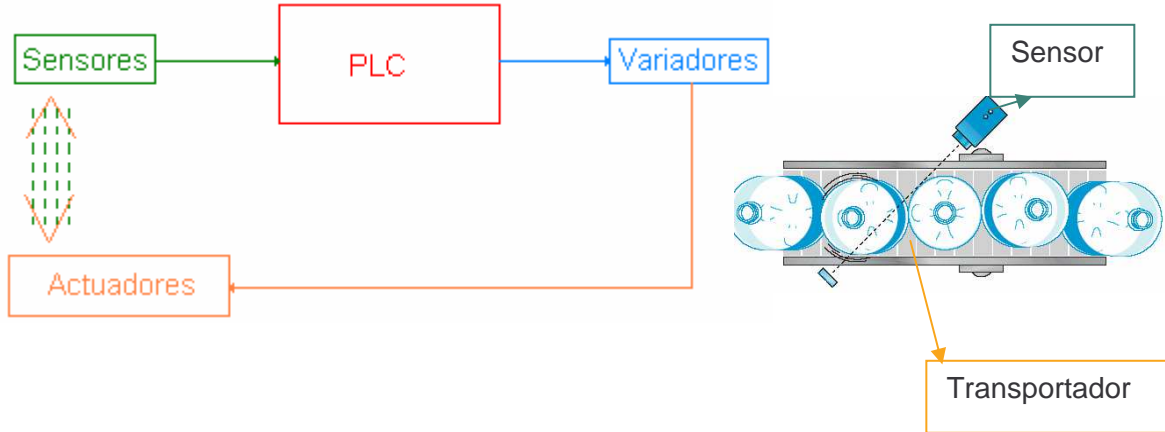 Sensores
PLC
Variadores
Actuadores
Sensor
Transportador